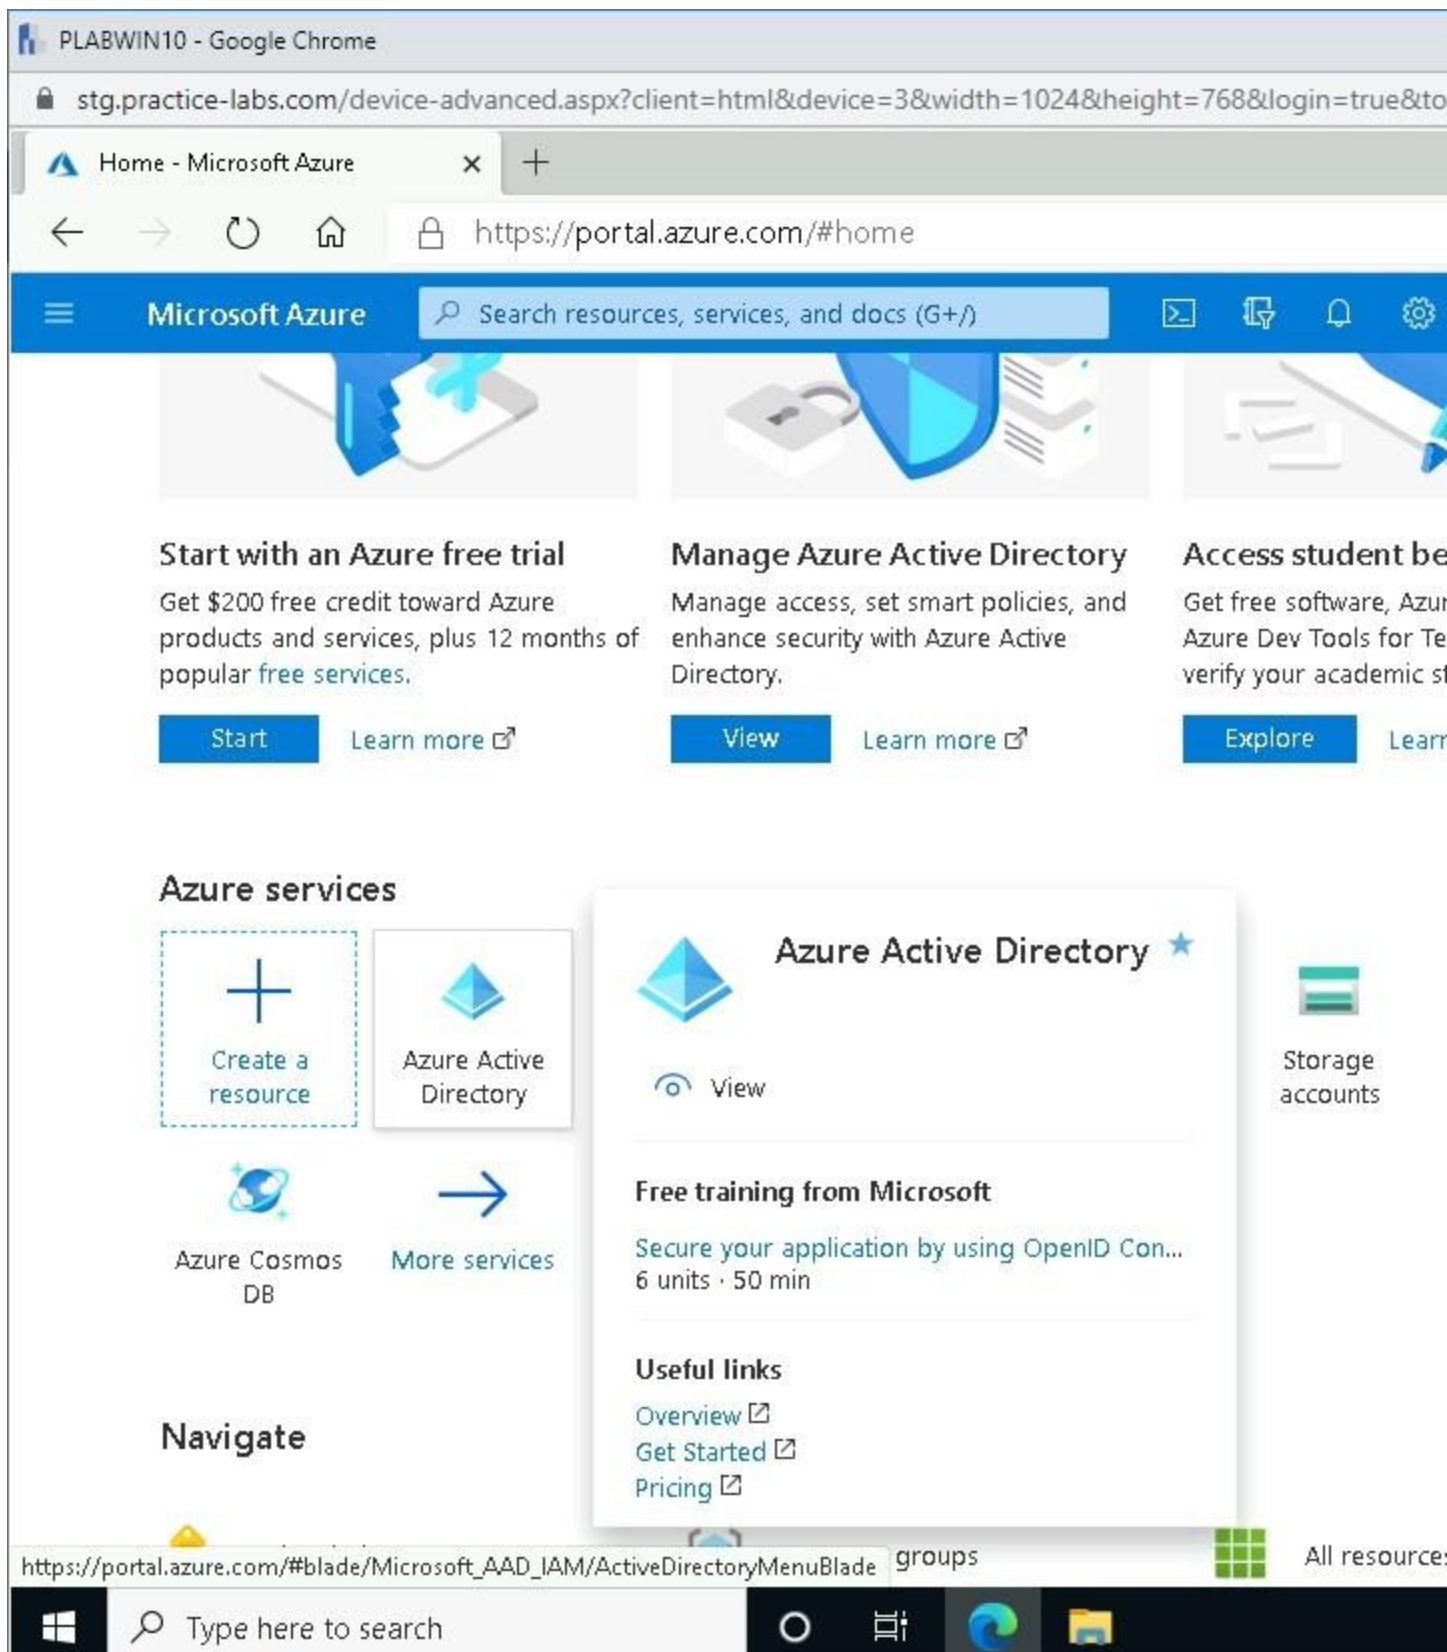 PLABWIN10 - Google Chrome
stg.practice-labs.com/device-advanced.aspx?client=html&device=3&width=1024&height=768&login=true&to
Home - Microsoft Azure
https://portal.azure.com/#home
Microsoft Azure
Search resources, services, and docs (G+/)
Start with an Azure free trial
Get $200 free credit toward Azure
products and services, plus 12 months of
popular free services.
Start
Learn more
Manage Azure Active Directory
Manage access, set smart policies, and
enhance security with Azure Active
Directory.
View
Learn more
Access student be
Get free software, Azur
Azure Dev Tools for Te
verify your academic st
Explore
Learn
Azure services
Create a
resource
Azure Active
Directory
Azure Active Directory
View
Free training from Microsoft
Secure your application by using OpenID Con...
6 units · 50 min
Useful links
Overview
Get Started
Pricing
Storage
accounts
Azure Cosmos
DB
More services
Navigate
groups
All resources
https://portal.azure.com/#blade/Microsoft_AAD_IAM/ActiveDirectoryMenuBlade
Type here to search